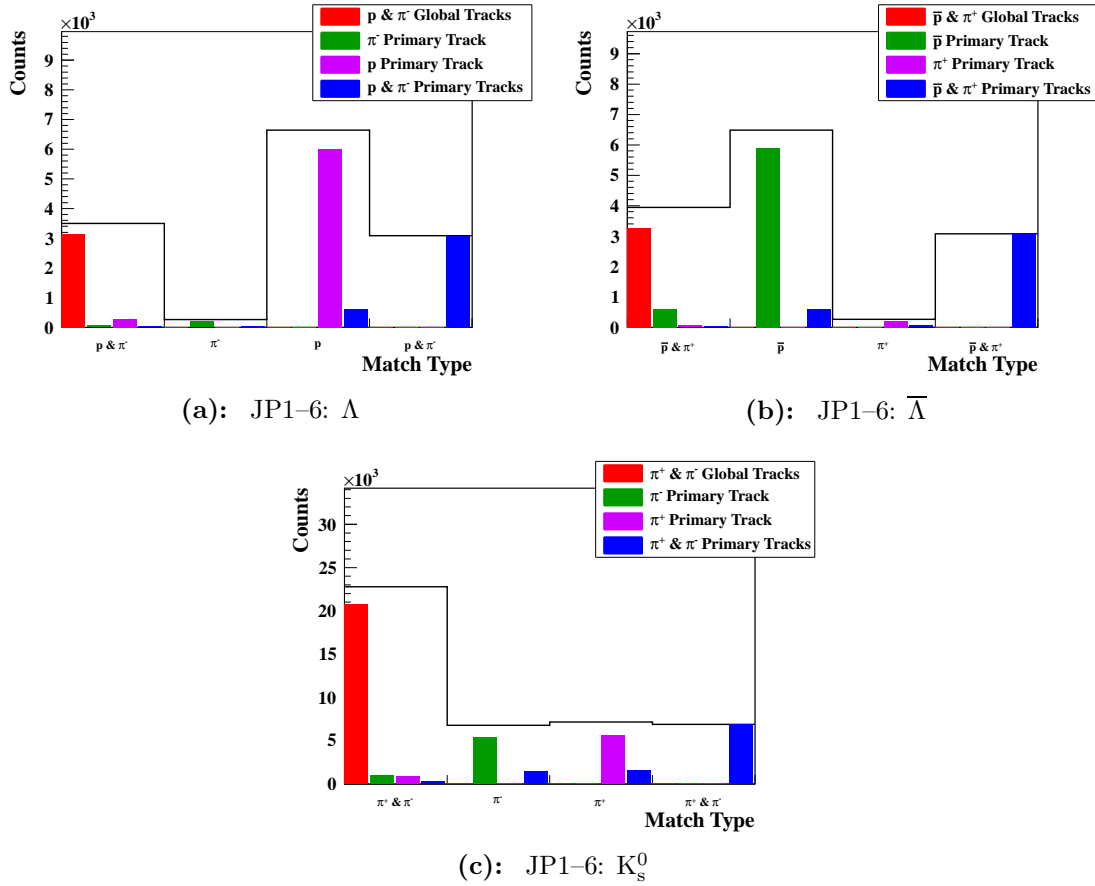 ×10³
p & π⁻ Global Tracks
π⁻ Primary Track
p Primary Track
p & π⁻ Primary Tracks
Counts
9
8
7
6
5
4
3
2
1
0
p & π⁻ π⁻ p p & π⁻
Match Type
(a): JP1–6: Λ
×10³
p̅ & π⁺ Global Tracks
p̅ Primary Track
π⁺ Primary Track
p̅ & π⁺ Primary Tracks
Counts
9
8
7
6
5
4
3
2
1
0
p̅ & π⁺ p̅ π⁺ p̅ & π⁺
Match Type
(b): JP1–6: Λ̅
×10³
π⁺ & π⁻ Global Tracks
π⁻ Primary Track
π⁺ Primary Track
π⁺ & π⁻ Primary Tracks
Counts
30
25
20
15
10
5
0
π⁺ & π⁻ π⁻ π⁺ π⁺ & π⁻
Match Type
(c): JP1–6: K⁰ₛ